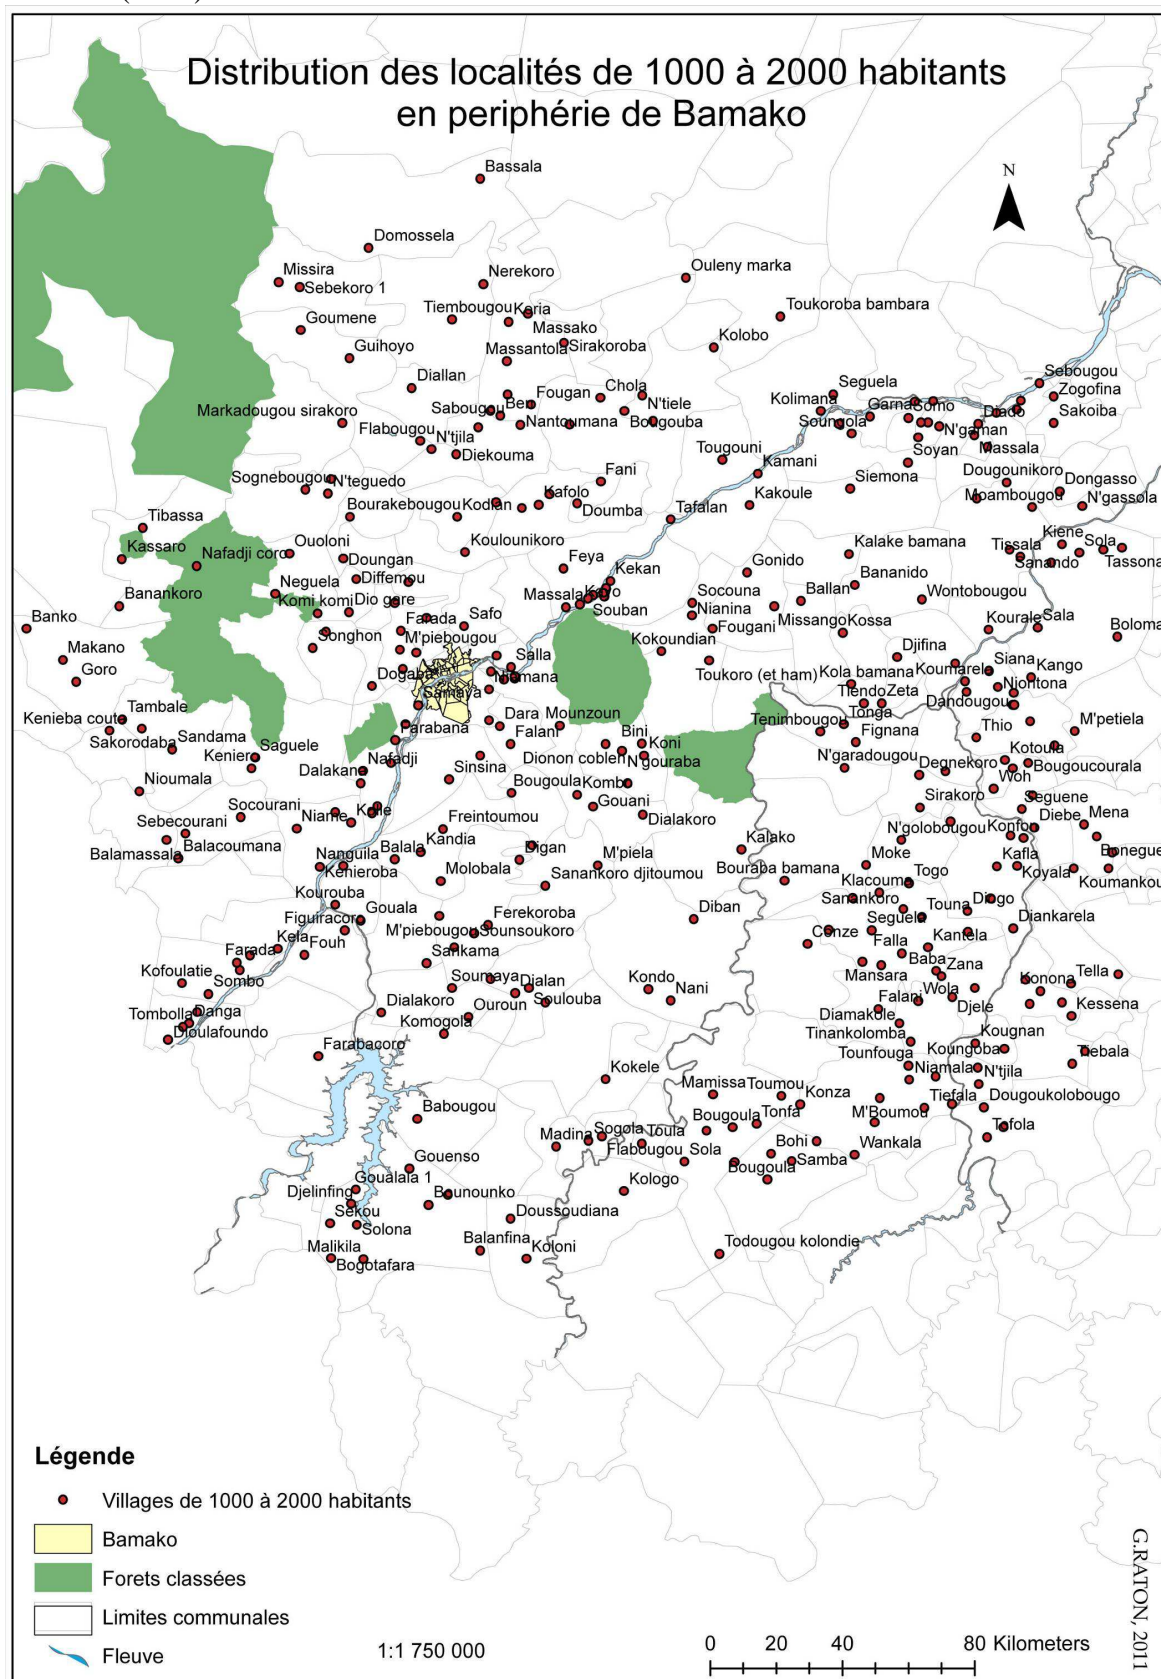 Distribution des localités de 1000 à 2000 habitants
en periphérie de Bamako
Bassala
N
Domossela
Missira
Sebekoro 1
Nerekoro
Ouleny marka
Goumene
Tiembougou
Keria
Massako
Toukoroba bambara
Guihoyo
Massantola
Sirakoroba
Kolobo
Diallan
Fougan
Chola
Seguela
Sebougou
Zogofina
Markadougou sirakoro
Sabougou
Ben
N'tiele
Kolimana
Garna
Somo
Diado
Sakoiba
Flabougou
N'tjila
Nantoumana
Bougouba
Soungola
N'gaman
Diekouma
Tougouni
Kamani
Soyan
Massala
Sognebougou
N'teguedo
Fani
Siemona
Dougounikoro
Dongasso
Bourakebougou
Kodian
Kafolo
Doumba
Tafalan
Kakoule
Moambougou
N'gassola
Tibassa
Kassaro
Nafadji coro
Ouoloni
Doungan
Koulounikoro
Feya
Kekan
Gonido
Kalake bamana
Tissala
Kiene
Sola
Sanando
Tassona
Banankoro
Neguela
Diffemou
Komi komi
Dio gare
Massala
Souban
Socouna
Nianina
Ballan
Bananido
Wontobougou
Banko
Songhon
Farada
Safo
M'piebougou
Fougani
Missango
Kossa
Kourale
Sala
Boloma
Makano
Goro
Dogaba
Salla
Kokoundian
Djifina
Samaya
Toukoro (et ham)
Kola bamana
Koumarela
Siana
Kango
Tiendo
Zeta
Niontona
Dandougou
Kenieba couta
Tambale
Sakorodaba
Sandama
Parabana
Dara
Mounzoun
Falani
Bini
Koni
Tenimbougou
Tonga
Fignana
Thio
M'petiela
Keniero
Saguele
Nafadji
Dionon coblen
N'gouraba
N'garadougou
Degnekoro
Kotoula
Woh
Bougoucourala
Nioumala
Dalakana
Sinsina
Bougoula
Kombi
Gouani
Sirakoro
Seguene
Socourani
Niame
Kolle
Freintoumou
Dialakoro
N'golobougou
Konfou
Diebe
Mena
Sebecourani
Balacoumana
Balamassala
Nanguila
Balala
Kandia
Digan
M'piela
Kalako
Moke
Kafla
Bonegue
Kenieroba
Molobala
Sanankoro djitoumou
Bouraba bamana
Togo
Koyala
Koumankou
Kourouba
Klacouma
Sanankoro
Diogo
Figuiracoro
Gouala
Ferekoroba
Diban
Seguela
Touna
Diankarela
M'piebougou
Sounsoukoro
Conze
Falla
Kantela
Farada
Kela
Fouh
Sankama
Baba
Kofoulatie
Sombo
Soumaya
Djalan
Kondo
Nani
Mansara
Zana
Wola
Konona
Tella
Tombolla
Danga
Dialakoro
Ouroun
Soulouba
Falani
Djele
Kessena
Dioulafoundo
Komogola
Diamakole
Farabacoro
Tinankolomba
Kougnan
Kokele
Tounfouga
Koungoba
Tiebala
Niamala
N'tjila
Babougou
Mamissa
Toumou
Konza
Tiefala
Dougoukolobougo
Bougoula
Tonfa
M'Boumou
Madina
Sogola
Toula
Tofola
Flabougou
Sola
Bohi
Wankala
Bougoula
Samba
Gouenso
Goualala 1
Kologo
Djelinfing
Bounounko
Sekou
Solona
Doussoudiana
Malikila
Bogotafara
Balanfina
Koloni
Todougou kolondie
Légende
Villages de 1000 à 2000 habitants
Bamako
Forets classées
Limites communales
Fleuve
1:1 750 000
0 20 40 80 Kilometers
G.RATON, 2011